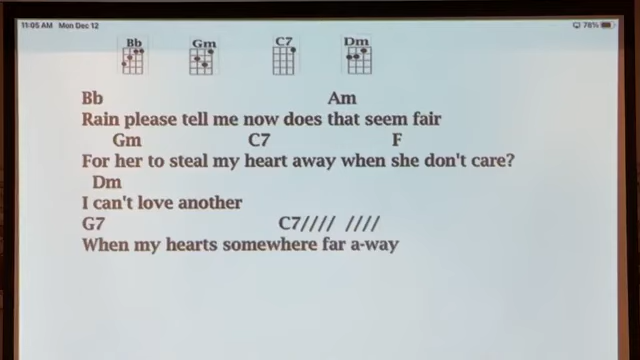 11:05 AM Mon Dec 12 78%
Bb Gm C7 Dm
Bb Am
Rain please tell me now does that seem fair
Gm C7 F
For her to steal my heart away when she don't care?
Dm
I can't love another
G7 C7//// ////
When my hearts somewhere far a-way